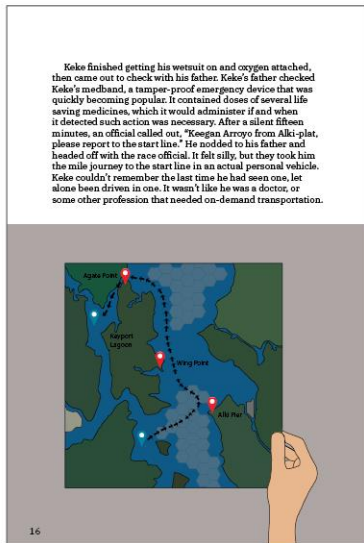 Keke finished getting his wetsuit on and oxygen attached,
then came out to check with his father. Keke's father checked
Keke's medband, a tamper-proof emergency device that was
quickly becoming popular. It contained doses of several life
saving medicines, which it would administer if and when
it detected such action was necessary. After a silent fifteen
minutes, an official called out, "Keegan Arroyo from Alki-plat,
please report to the start line." He nodded to his father and
headed off with the race official. It felt silly, but they took him
the mile journey to the start line in an actual personal vehicle.
Keke couldn't remember the last time he had seen one, let
alone been driven in one. It wasn't like he was a doctor, or
some other profession that needed on-demand transportation.
Agate Point
Keyport
Lagoon
Wing Point
Alki Plat
16